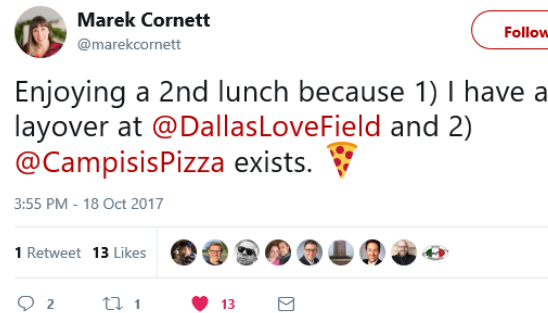 Marek Cornett
@marekcornett
Follow
Enjoying a 2nd lunch because 1) I have a
layover at @DallasLoveField and 2)
@CampisisPizza exists.
3:55 PM - 18 Oct 2017
1 Retweet 13 Likes
2 1 13